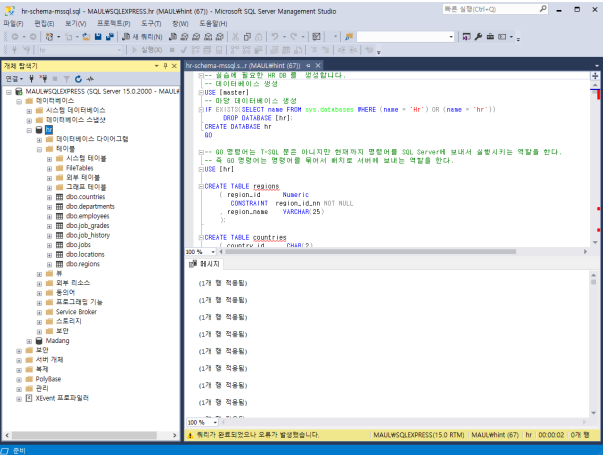 hr-schema-mssql.sql - MAUL₩SQLEXPRESS.hr (MAUL₩hint (67)) - Microsoft SQL Server Management Studio
빠른 실행(Ctrl+Q)
파일(F) 편집(E) 보기(V) 프로젝트(P) 도구(T) 창(W) 도움말(H)
새 쿼리(N)
hr
실행(X)
개체 탐색기
hr-schema-mssql.s...r (MAUL₩hint (67))
연결
MAUL₩SQLEXPRESS (SQL Server 15.0.2000 - MAUL₩
데이터베이스
시스템 데이터베이스
데이터베이스 스냅샷
hr
데이터베이스 다이어그램
테이블
시스템 테이블
FileTables
외부 테이블
그래프 테이블
dbo.countries
dbo.departments
dbo.employees
dbo.job_grades
dbo.job_history
dbo.jobs
dbo.locations
dbo.regions
뷰
외부 리소스
동의어
프로그래밍 기능
Service Broker
스토리지
보안
Madang
보안
서버 개체
복제
PolyBase
관리
XEvent 프로파일러
-- 실습에 필요한 HR DB 를 생성합니다.
-- 데이터베이스 생성
USE [master]
-- 마당 데이터베이스 생성
IF EXISTS(SELECT name FROM sys.databases WHERE (name = 'Hr') OR (name = 'hr'))
DROP DATABASE [hr];
CREATE DATABASE hr
GO
-- GO 명령어는 T-SQL 문은 아니지만 현재까지 명령어를 SQL Server에 보내서 실행시키는 역할을 한다.
-- 즉 GO 명령어는 명령어를 묶어서 배치로 서버에 보내는 역할을 한다.
USE [hr]
CREATE TABLE regions
( region_id Numeric
CONSTRAINT region_id_nn NOT NULL
, region_name VARCHAR(25)
);
CREATE TABLE countries
( country_id CHAR(2)
100 %
메시지
(1개 행 적용됨)
(1개 행 적용됨)
(1개 행 적용됨)
(1개 행 적용됨)
(1개 행 적용됨)
(1개 행 적용됨)
(1개 행 적용됨)
(1개 행 적용됨)
100 %
쿼리가 완료되었으나 오류가 발생했습니다.
MAUL₩SQLEXPRESS(15.0 RTM) MAUL₩hint (67) hr 00:00:02 0개 행
준비